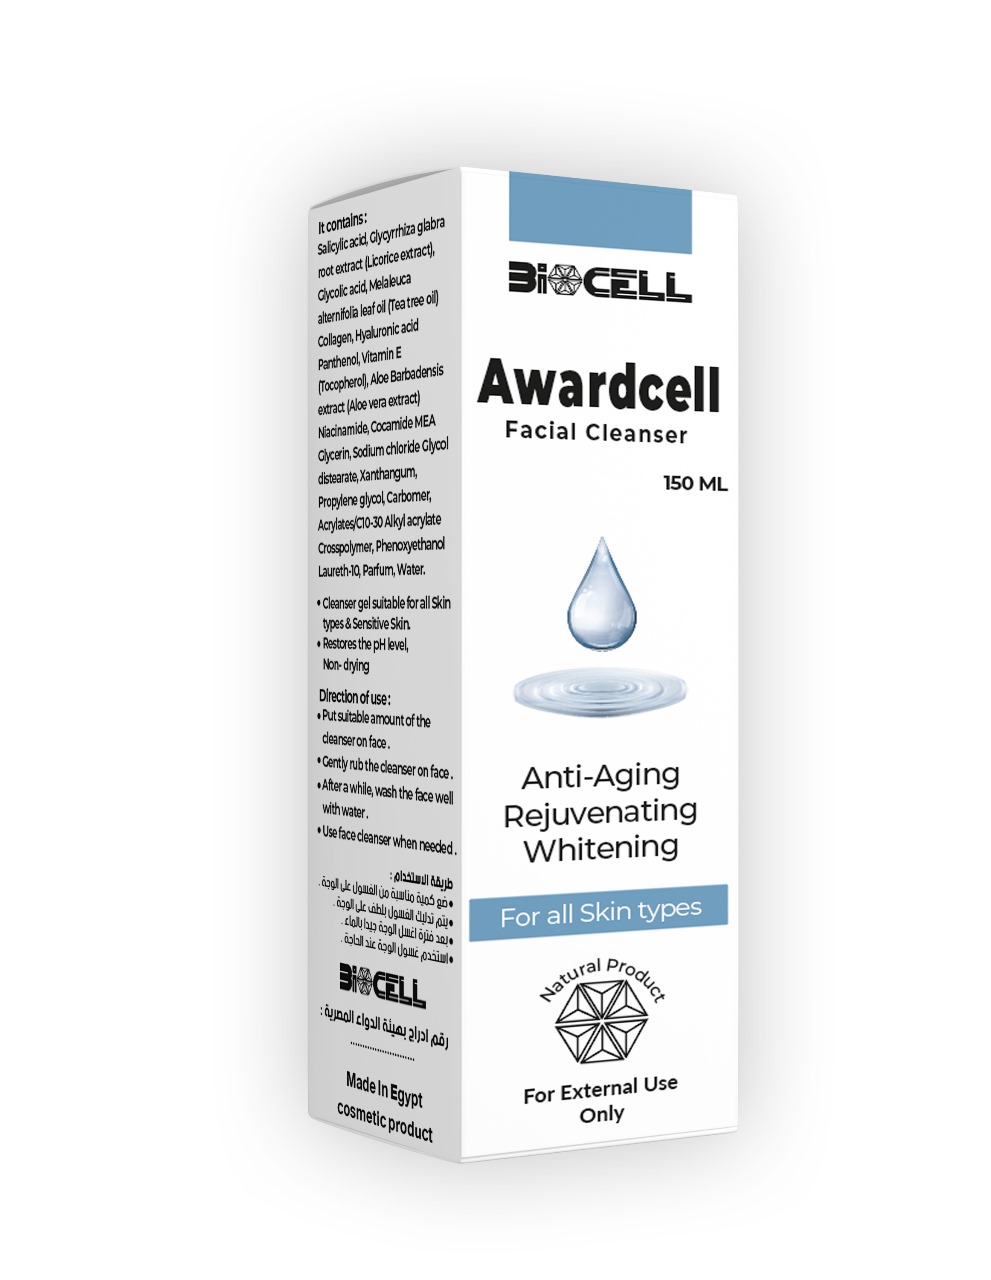 It contains :
Salicylic acid, Glycyrrhiza glabra
root extract (Licorice extract),
Glycolic acid, Melaleuca
alternifolia leaf oil (Tea tree oil)
Collagen, Hyaluronic acid
Panthenol, Vitamin E
(Tocopherol), Aloe Barbadensis
extract (Aloe vera extract)
Niacinamide, Cocamide MEA
Glycerin, Sodium chloride Glycol
distearate, Xanthangum,
Propylene glycol, Carbomer,
Acrylates/C10-30 Alkyl acrylate
Crosspolymer, Phenoxyethanol
Laureth-10, Parfum, Water.
• Cleanser gel suitable for all Skin
types & Sensitive Skin.
• Restores the pH level,
Non- drying
Direction of use :
• Put suitable amount of the
cleanser on face .
• Gently rub the cleanser on face .
• After a while, wash the face well
with water .
• Use face cleanser when needed .
طريقة الاستخدام :
• ضع كمية مناسبة من الغسول على الوجة .
• يتم تدليك الغسول بلطف على الوجة .
• بعد فترة اغسل الوجة جيدا بالماء .
• استخدم غسول الوجة عند الحاجة .
BIOCELL
رقم ادراج بهيئة الدواء المصرية :
.........................
Made In Egypt
cosmetic product
BIOCELL
Awardcell
Facial Cleanser
150 ML
Anti-Aging
Rejuvenating
Whitening
For all Skin types
Natural Product
For External Use
Only